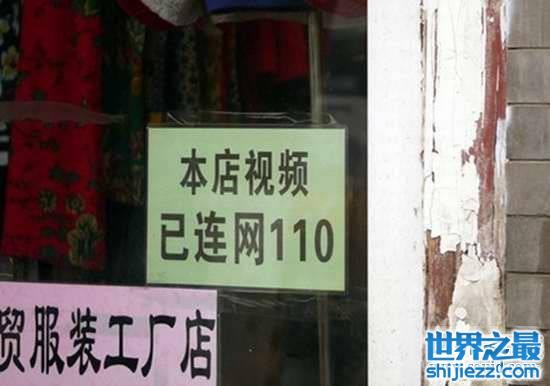 本店视频
已连网110
贸服装工厂店
世界之最
shijiezz.com